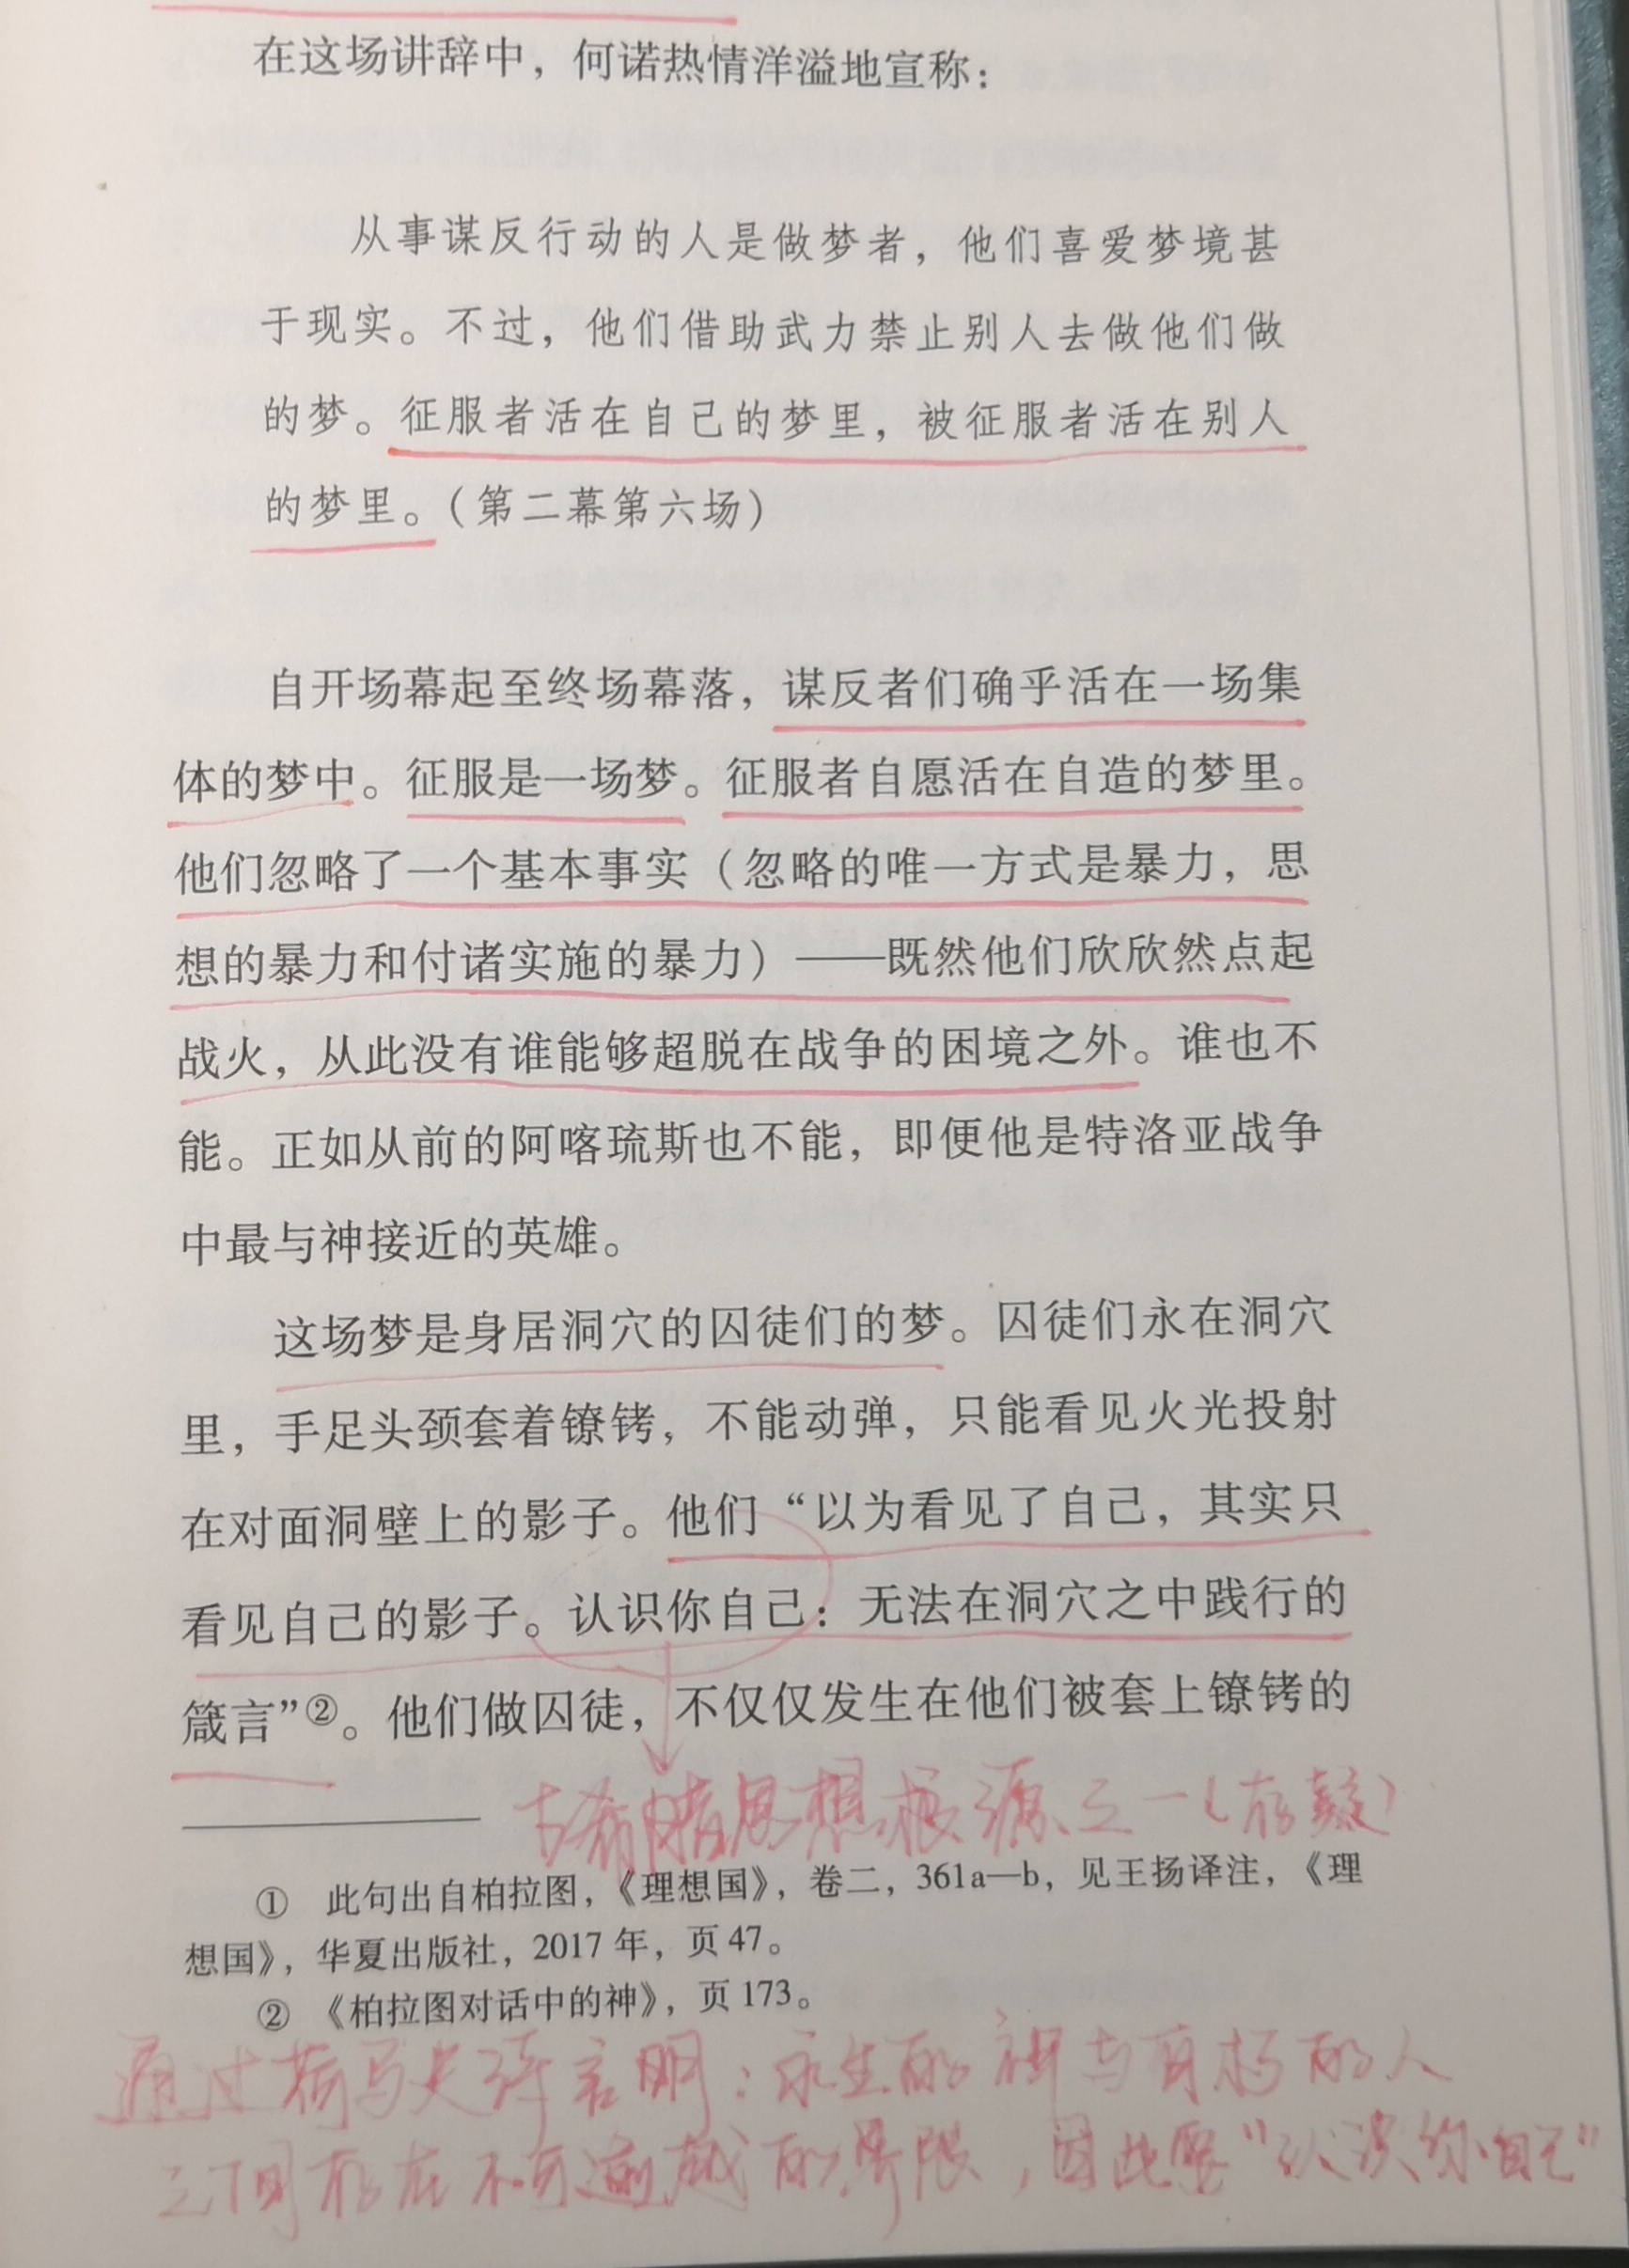 在这场讲辞中，何诺热情洋溢地宣称：
从事谋反行动的人是做梦者，他们喜爱梦境甚
于现实。不过，他们借助武力禁止别人去做他们做
的梦。征服者活在自己的梦里，被征服者活在别人
的梦里。（第二幕第六场）
自开场幕起至终场幕落，谋反者们确乎活在一场集
体的梦中。征服是一场梦。征服者自愿活在自造的梦里。
他们忽略了一个基本事实（忽略的唯一方式是暴力，思
想的暴力和付诸实施的暴力）——既然他们欣欣然点起
战火，从此没有谁能够超脱在战争的困境之外。谁也不
能。正如从前的阿喀琉斯也不能，即便他是特洛亚战争
中最与神接近的英雄。
这场梦是身居洞穴的囚徒们的梦。囚徒们永在洞穴
里，手足头颈套着镣铐，不能动弹，只能看见火光投射
在对面洞壁上的影子。他们“以为看见了自己，其实只
看见自己的影子。认识你自己：无法在洞穴之中践行的
箴言”②。他们做囚徒，不仅仅发生在他们被套上镣铐的
古希腊思想根源之一（存疑）
① 此句出自柏拉图，《理想国》，卷二，361a—b，见王扬译注，《理
想国》，华夏出版社，2017 年，页 47。
② 《柏拉图对话中的神》，页 173。
通过荷马史诗言明：永生的神与有朽的人
之间存在不可逾越的界限，因此要“认识你自己”